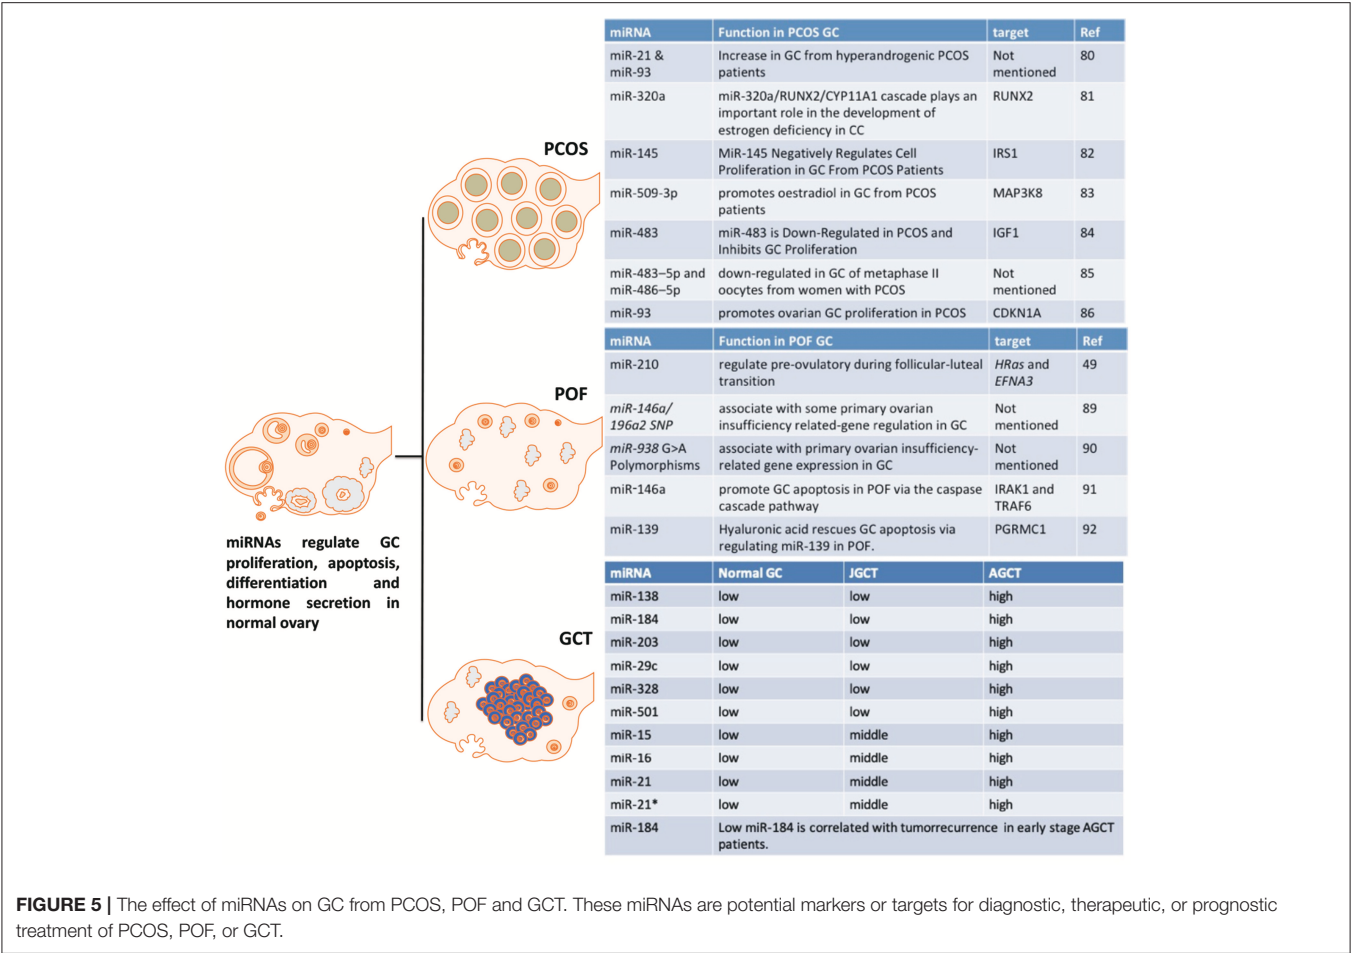 miRNA Function in PCOS GC target Ref
miR-21 & Increase in GC from hyperandrogenic PCOS Not 80
miR-93 patients mentioned
miR-320a miR-320a/RUNX2/CYP11A1 cascade plays an RUNX2 81
important role in the development of
estrogen deficiency in CC
PCOS
miR-145 MiR-145 Negatively Regulates Cell IRS1 82
Proliferation in GC From PCOS Patients
miR-509-3p promotes oestradiol in GC from PCOS MAP3K8 83
patients
miR-483 miR-483 is Down-Regulated in PCOS and IGF1 84
Inhibits GC Proliferation
miR-483–5p and down-regulated in GC of metaphase II Not 85
miR-486–5p oocytes from women with PCOS mentioned
miR-93 promotes ovarian GC proliferation in PCOS CDKN1A 86
miRNA Function in POF GC target Ref
miR-210 regulate pre-ovulatory during follicular-luteal HRas and 49
transition EFNA3
POF
miR-146a/ associate with some primary ovarian Not 89
196a2 SNP insufficiency related-gene regulation in GC mentioned
miR-938 G>A associate with primary ovarian insufficiency- Not 90
Polymorphisms related gene expression in GC mentioned
miR-146a promote GC apoptosis in POF via the caspase IRAK1 and 91
cascade pathway TRAF6
miR-139 Hyaluronic acid rescues GC apoptosis via PGRMC1 92
regulating miR-139 in POF.
miRNAs regulate GC
proliferation, apoptosis,
differentiation and
hormone secretion in
normal ovary
GCT
miRNA Normal GC JGCT AGCT
miR-138 low low high
miR-184 low low high
miR-203 low low high
miR-29c low low high
miR-328 low low high
miR-501 low low high
miR-15 low middle high
miR-16 low middle high
miR-21 low middle high
miR-21* low middle high
miR-184 Low miR-184 is correlated with tumorrecurrence in early stage AGCT
patients.
FIGURE 5 | The effect of miRNAs on GC from PCOS, POF and GCT. These miRNAs are potential markers or targets for diagnostic, therapeutic, or prognostic
treatment of PCOS, POF, or GCT.